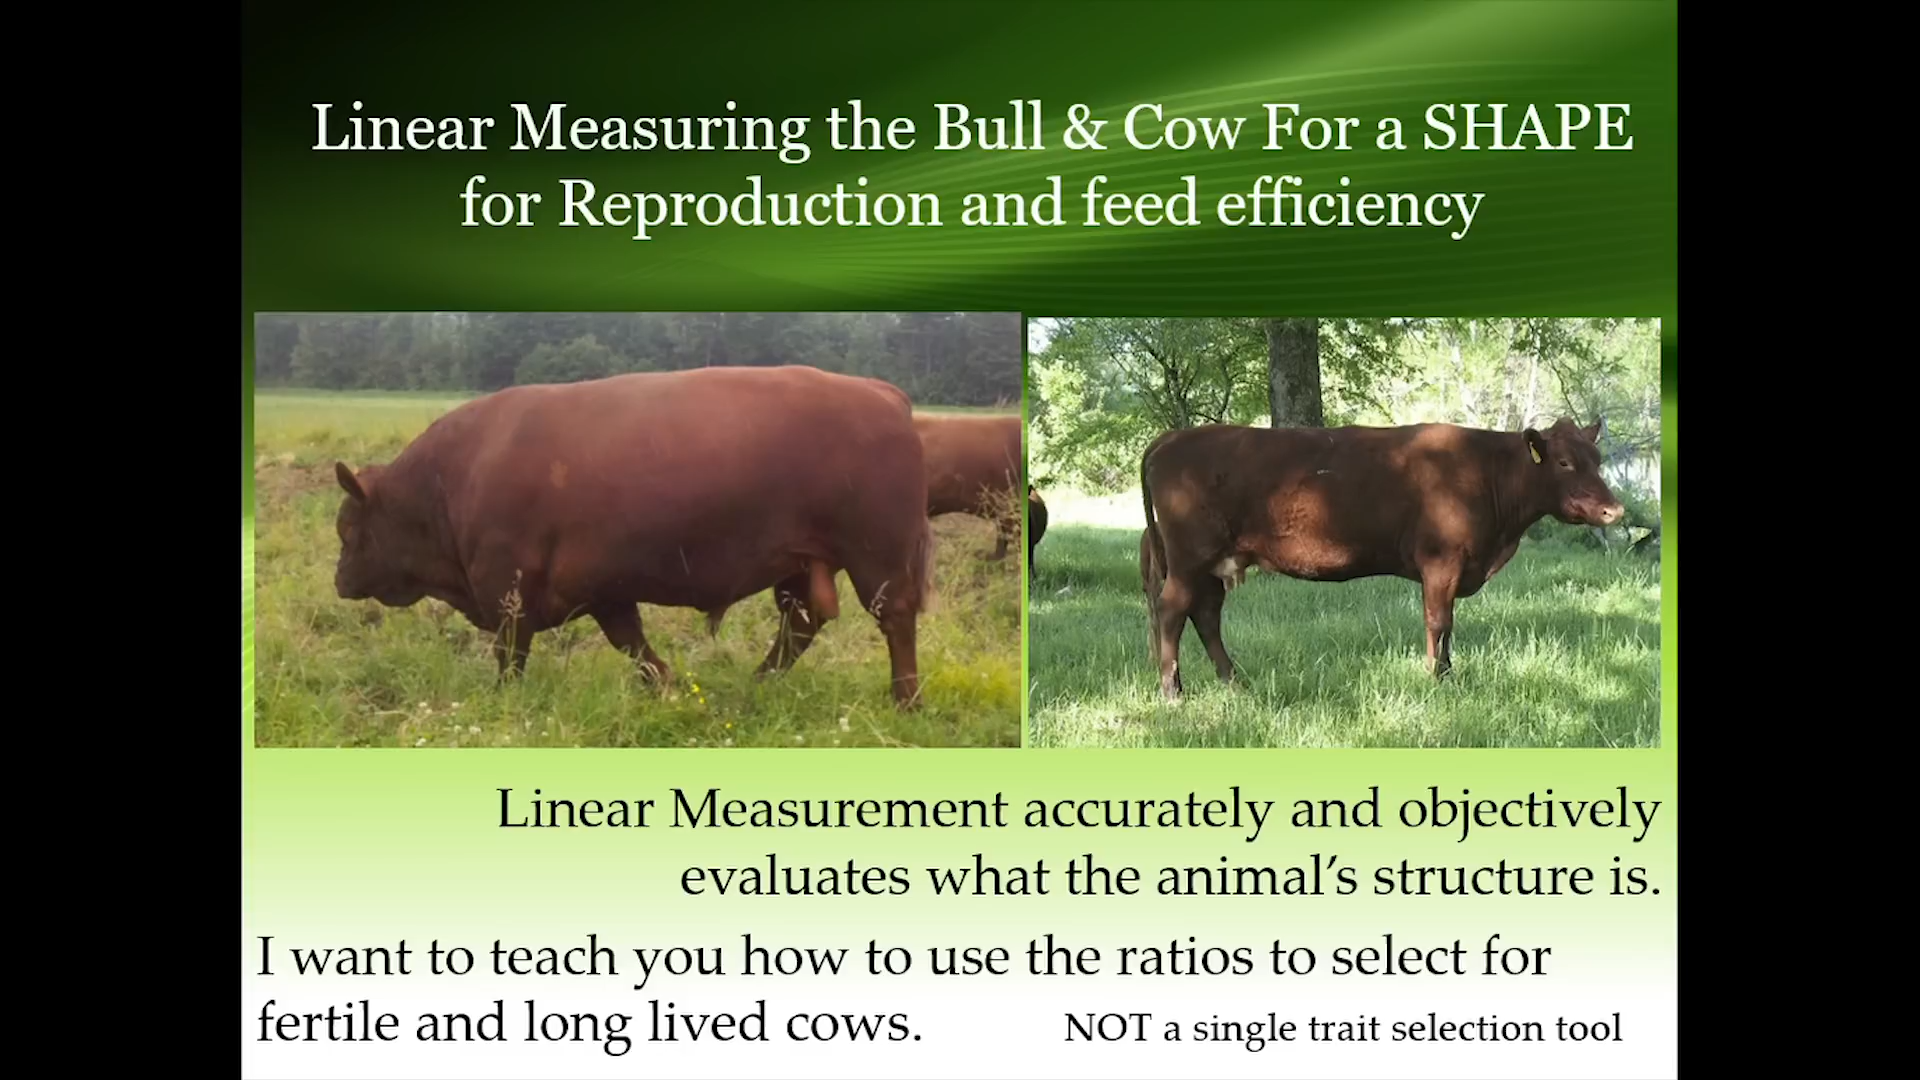 Linear Measuring the Bull & Cow For a SHAPE
for Reproduction and feed efficiency
Linear Measurement accurately and objectively
evaluates what the animal’s structure is.
I want to teach you how to use the ratios to select for
fertile and long lived cows.
NOT a single trait selection tool